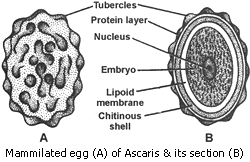 Tubercles
Protein layer
Nucleus
Embryo
Lipoid
membrane
Chitinous
shell
A
B
Mammilated egg (A) of Ascaris & its section (B)